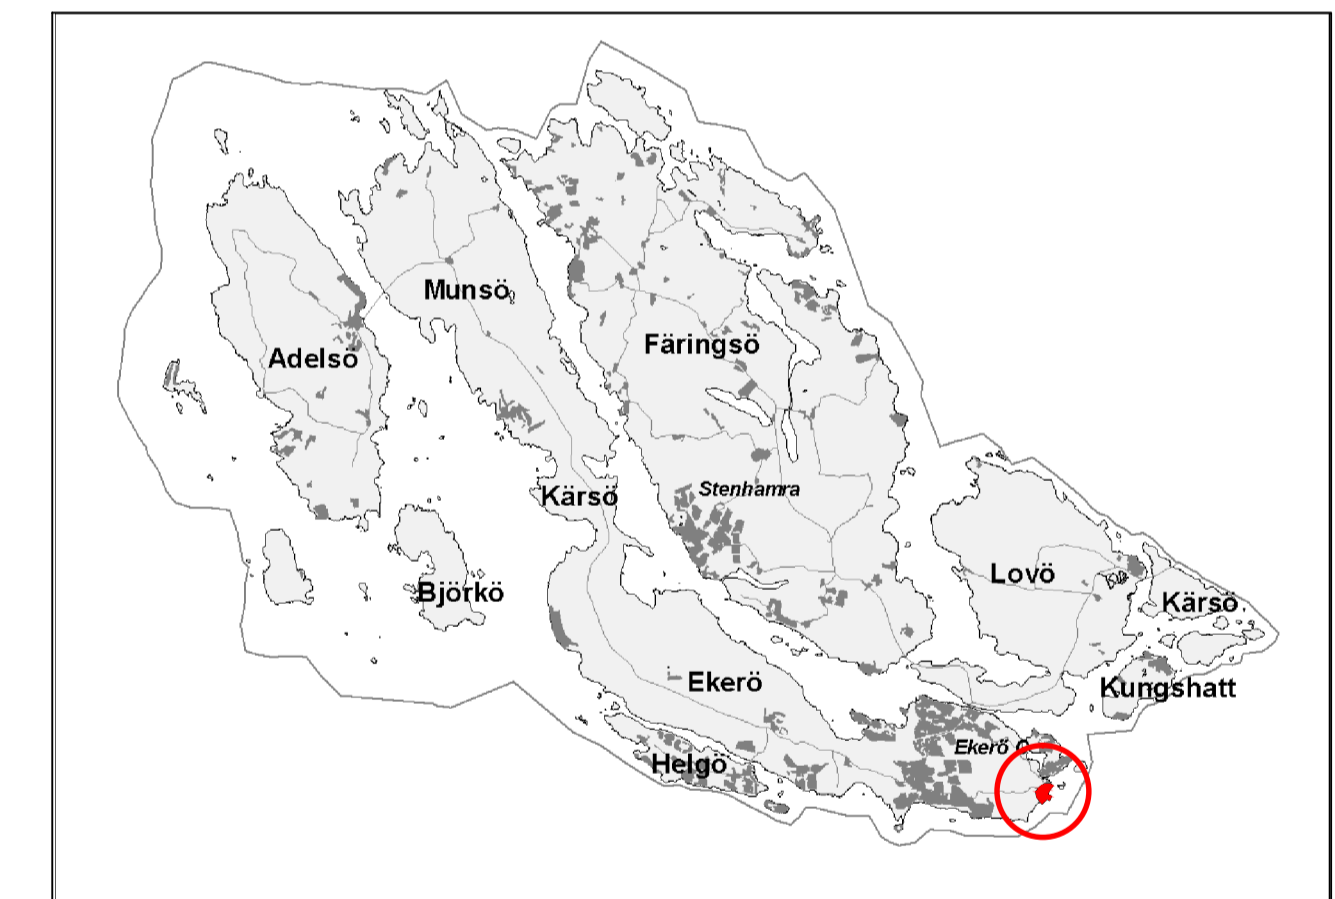 Munsö
Färingsö
Adelsö
Stenhamra
Kärsö
Lovö
Björkö
Kärsö
Ekerö
Kungshatt
Ekerö C
Helgö